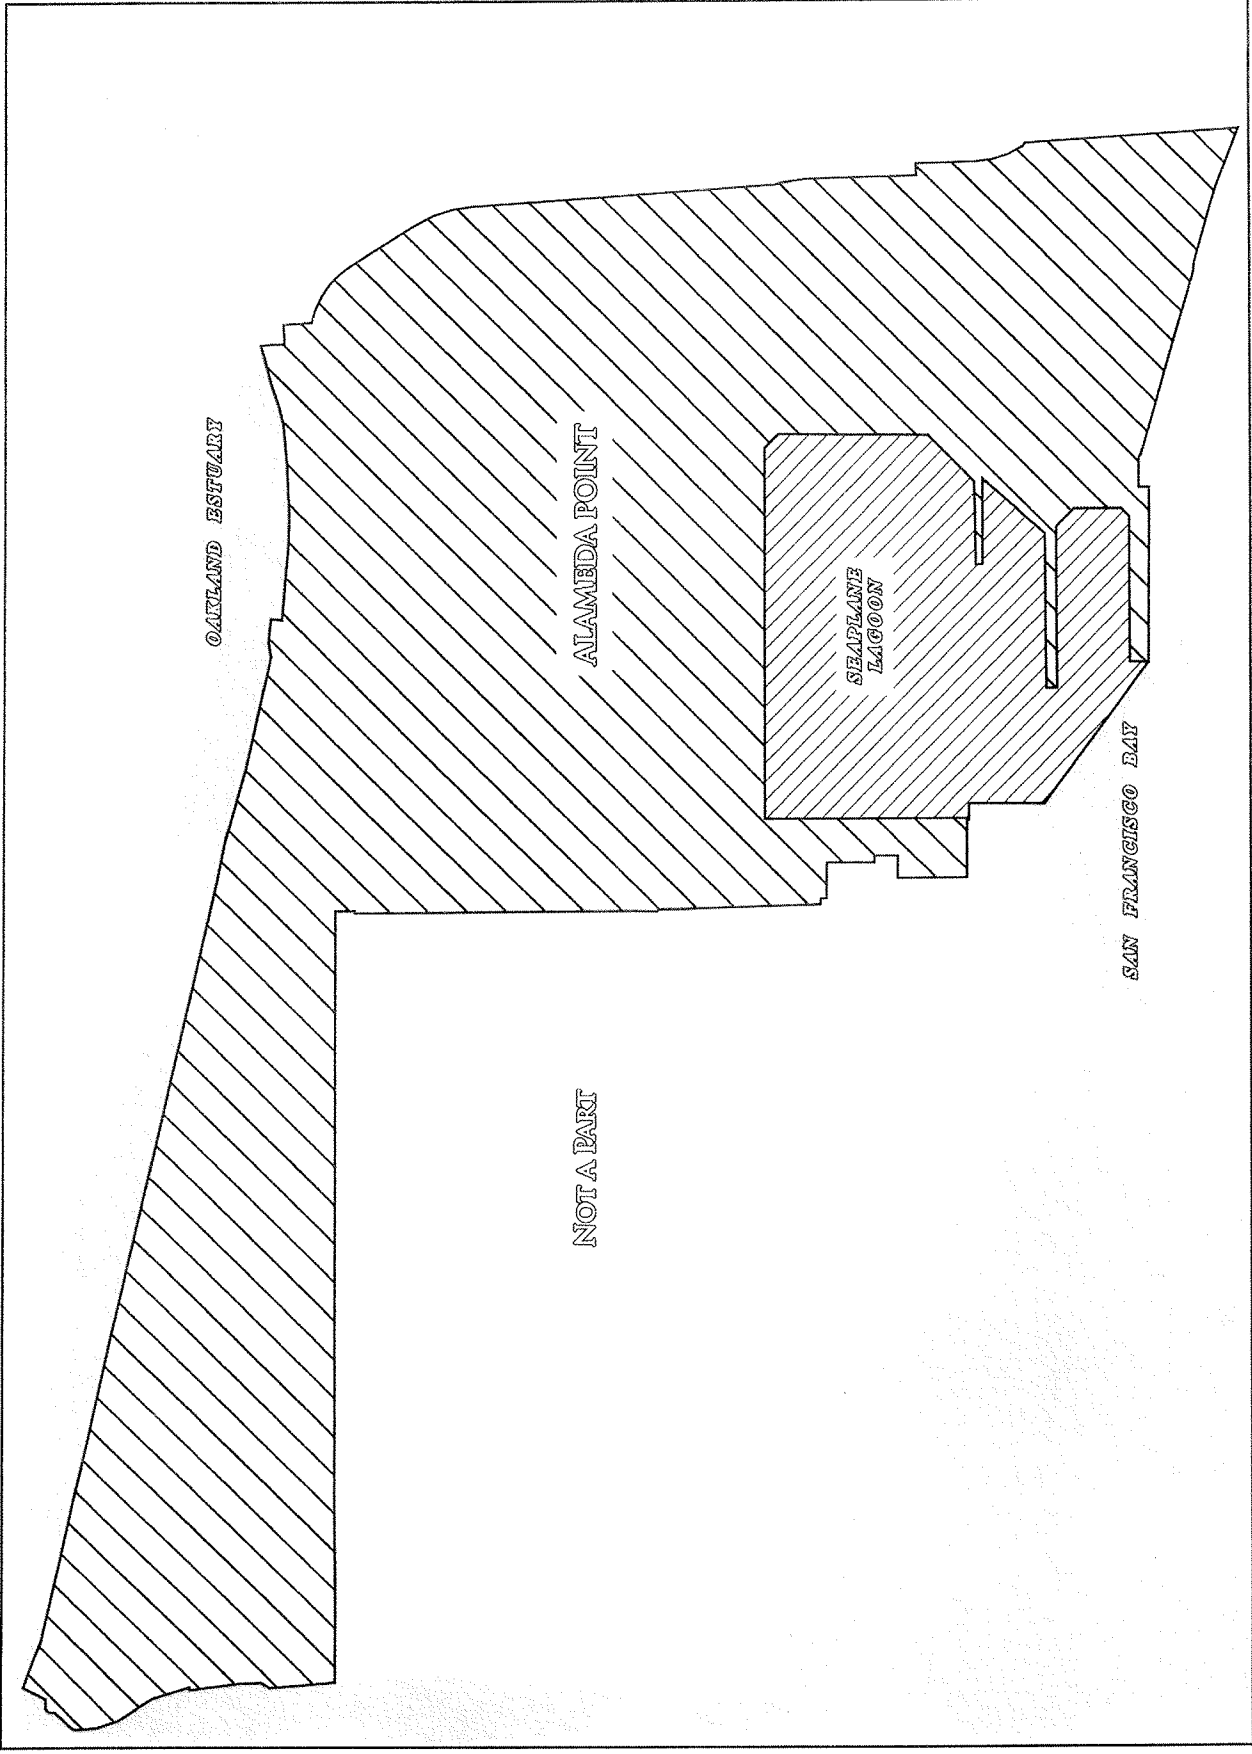 OAKLAND ESTUARY
ALAMEDA POINT
SEAPLANE
LAGOON
NOT A PART
SAN FRANCISCO BAY